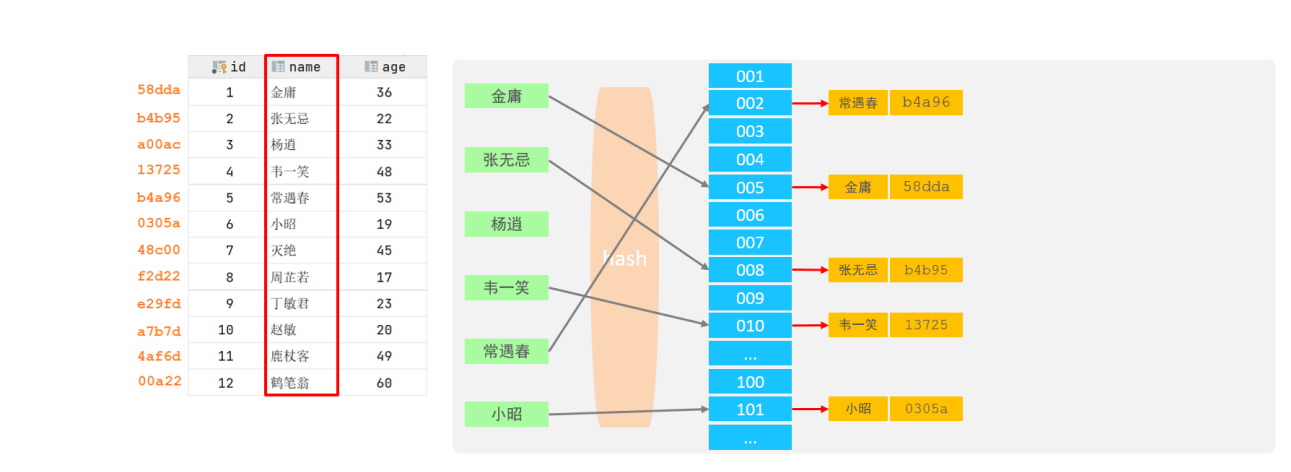 id name age
58dda 1 金庸 36
b4b95 2 张无忌 22
a00ac 3 杨逍 33
13725 4 韦一笑 48
b4a96 5 常遇春 53
0305a 6 小昭 19
48c00 7 灭绝 45
f2d22 8 周芷若 17
e29fd 9 丁敏君 23
a7b7d 10 赵敏 20
4af6d 11 鹿杖客 49
00a22 12 鹤笔翁 60
金庸
张无忌
杨逍
韦一笑
常遇春
小昭
hash
001
002 常遇春 b4a96
003
004
005 金庸 58dda
006
007
008 张无忌 b4b95
009
010 韦一笑 13725
...
100
101 小昭 0305a
...